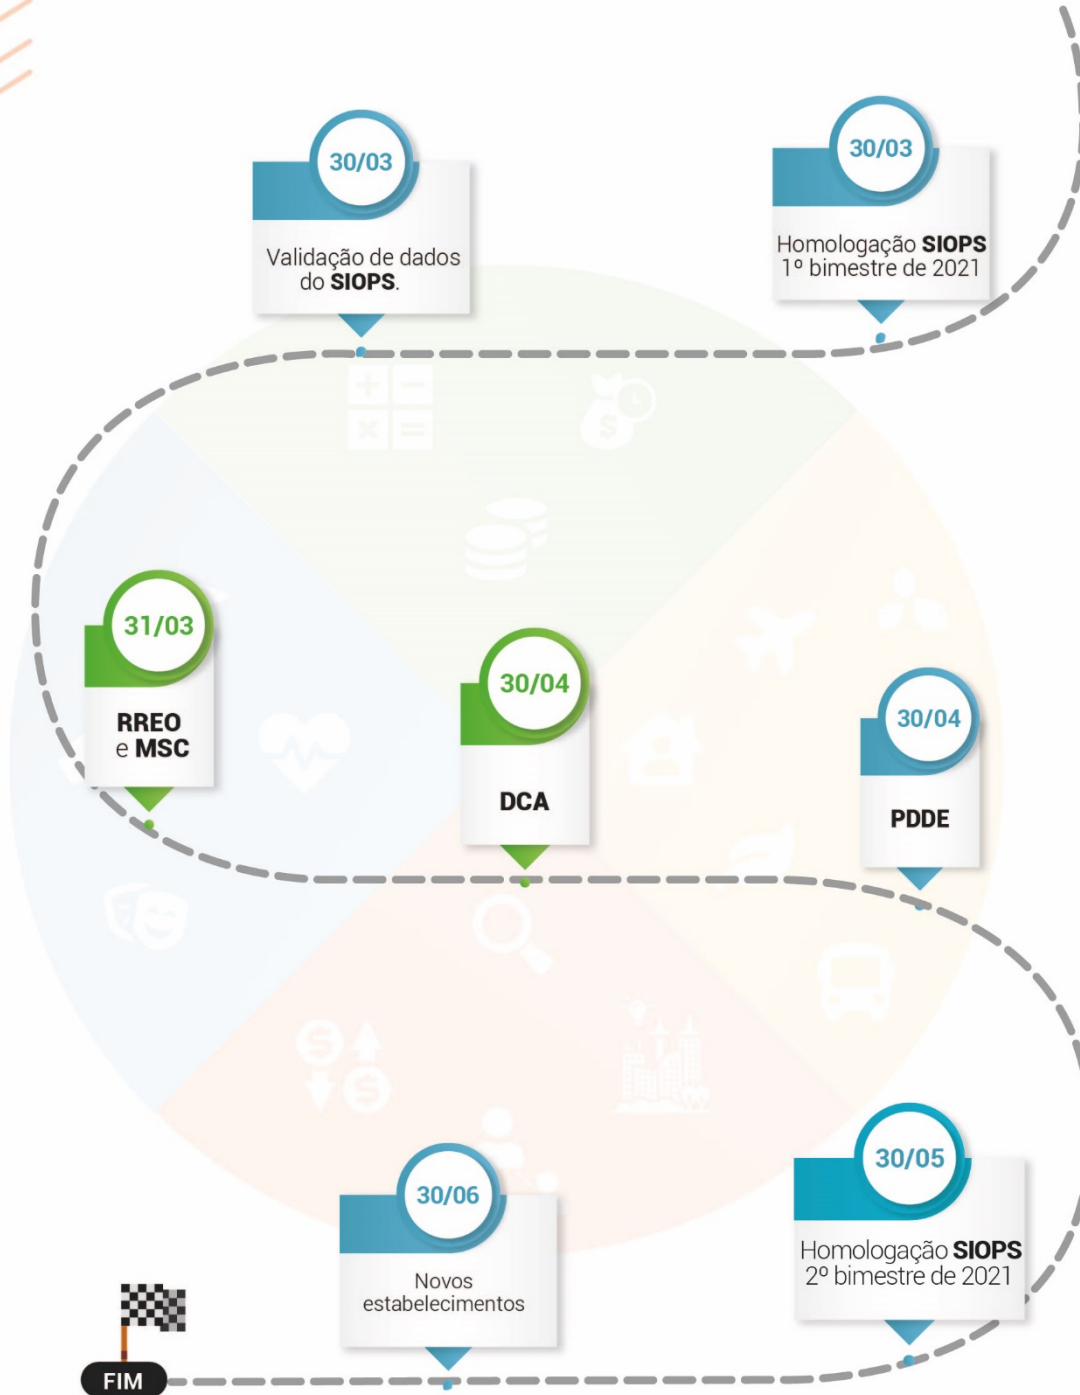 30/03
Validação de dados
do SIOPS.
30/03
Homologação SIOPS
1º bimestre de 2021
31/03
RREO
e MSC
30/04
DCA
30/04
PDDE
30/06
Novos
estabelecimentos
30/05
Homologação SIOPS
2º bimestre de 2021
FIM